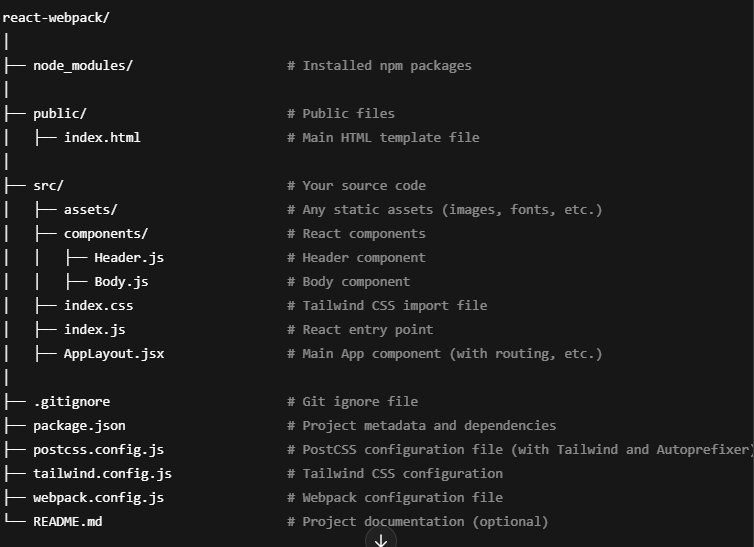 react-webpack/
│
├── node_modules/                    # Installed npm packages
│
├── public/                          # Public files
│   ├── index.html                   # Main HTML template file
│
├── src/                             # Your source code
│   ├── assets/                      # Any static assets (images, fonts, etc.)
│   ├── components/                  # React components
│   │   ├── Header.js                # Header component
│   │   ├── Body.js                  # Body component
│   ├── index.css                    # Tailwind CSS import file
│   ├── index.js                     # React entry point
│   ├── AppLayout.jsx                # Main App component (with routing, etc.)
│
├── .gitignore                       # Git ignore file
├── package.json                     # Project metadata and dependencies
├── postcss.config.js                # PostCSS configuration file (with Tailwind and Autoprefixer)
├── tailwind.config.js               # Tailwind CSS configuration
├── webpack.config.js                # Webpack configuration file
└── README.md                        # Project documentation (optional)